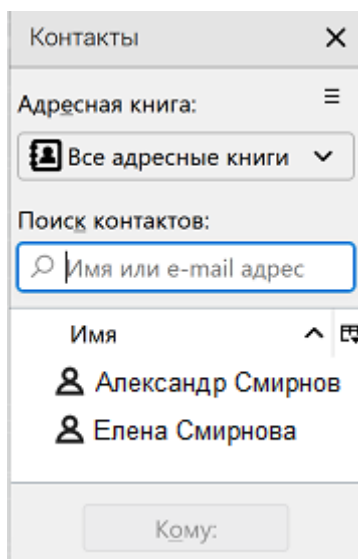 Контакты
Адресная книга:
Все адресные книги
Поиск контактов:
Имя или e-mail адрес
Имя
Александр Смирнов
Елена Смирнова
Кому: